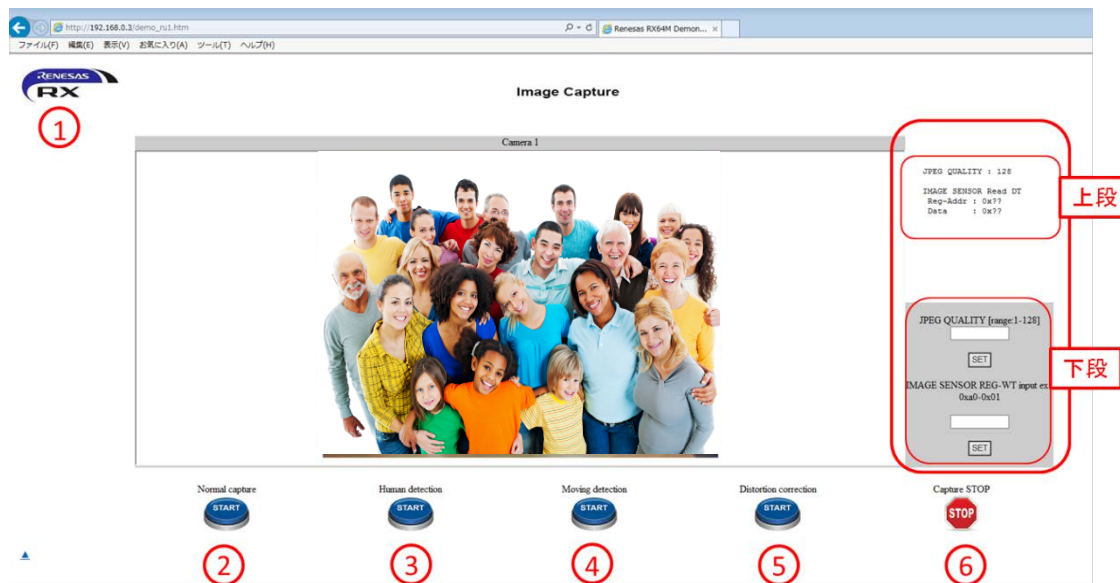 http://192.168.0.3/demo_ru1.htm
Renesas RX64M Demon...
ファイル(F) 編集(E) 表示(V) お気に入り(A) ツール(T) ヘルプ(H)
RENESAS
RX
①
Image Capture
Camera 1
JPEG QUALITY : 128
IMAGE SENSOR Read DT
Reg-Addr : 0x??
Data : 0x??
上段
JPEG QUALITY [range:1-128]
SET
下段
IMAGE SENSOR REG-WT input ex
0xa0-0x01
SET
Normal capture
Human detection
Moving detection
Distortion correction
Capture STOP
START
START
START
START
STOP
②
③
④
⑤
⑥